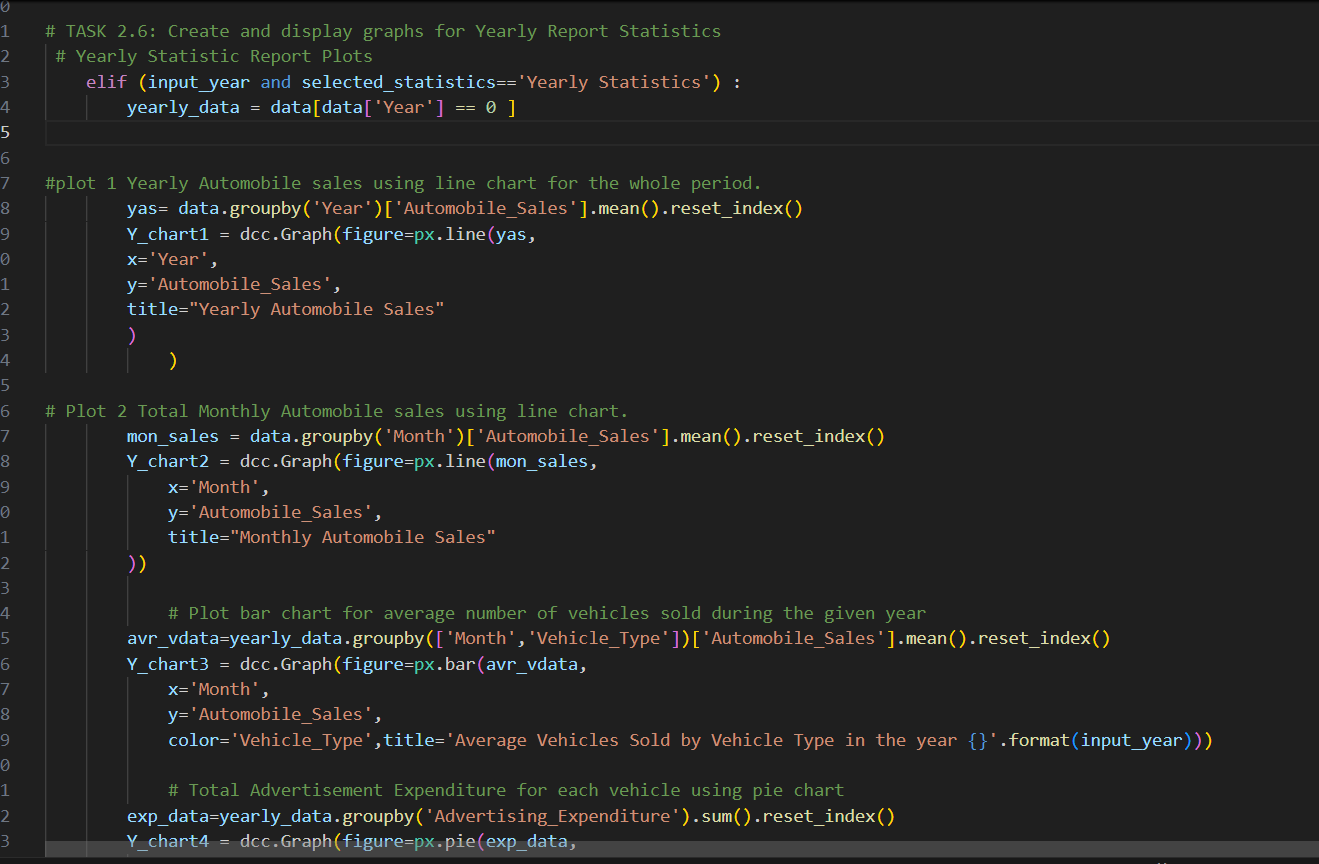 0
1 # TASK 2.6: Create and display graphs for Yearly Report Statistics
2 # Yearly Statistic Report Plots
3 elif (input_year and selected_statistics=='Yearly Statistics') :
4 yearly_data = data[data['Year'] == 0 ]
5
6
7 #plot 1 Yearly Automobile sales using line chart for the whole period.
8 yas= data.groupby('Year')['Automobile_Sales'].mean().reset_index()
9 Y_chart1 = dcc.Graph(figure=px.line(yas,
0 x='Year',
1 y='Automobile_Sales',
2 title="Yearly Automobile Sales"
3 )
4 )
5
6 # Plot 2 Total Monthly Automobile sales using line chart.
7 mon_sales = data.groupby('Month')['Automobile_Sales'].mean().reset_index()
8 Y_chart2 = dcc.Graph(figure=px.line(mon_sales,
9 x='Month',
0 y='Automobile_Sales',
1 title="Monthly Automobile Sales"
2 ))
3
4 # Plot bar chart for average number of vehicles sold during the given year
5 avr_vdata=yearly_data.groupby(['Month','Vehicle_Type'])['Automobile_Sales'].mean().reset_index()
6 Y_chart3 = dcc.Graph(figure=px.bar(avr_vdata,
7 x='Month',
8 y='Automobile_Sales',
9 color='Vehicle_Type',title='Average Vehicles Sold by Vehicle Type in the year {}'.format(input_year)))
0
1 # Total Advertisement Expenditure for each vehicle using pie chart
2 exp_data=yearly_data.groupby('Advertising_Expenditure').sum().reset_index()
3 Y_chart4 = dcc.Graph(figure=px.pie(exp_data,